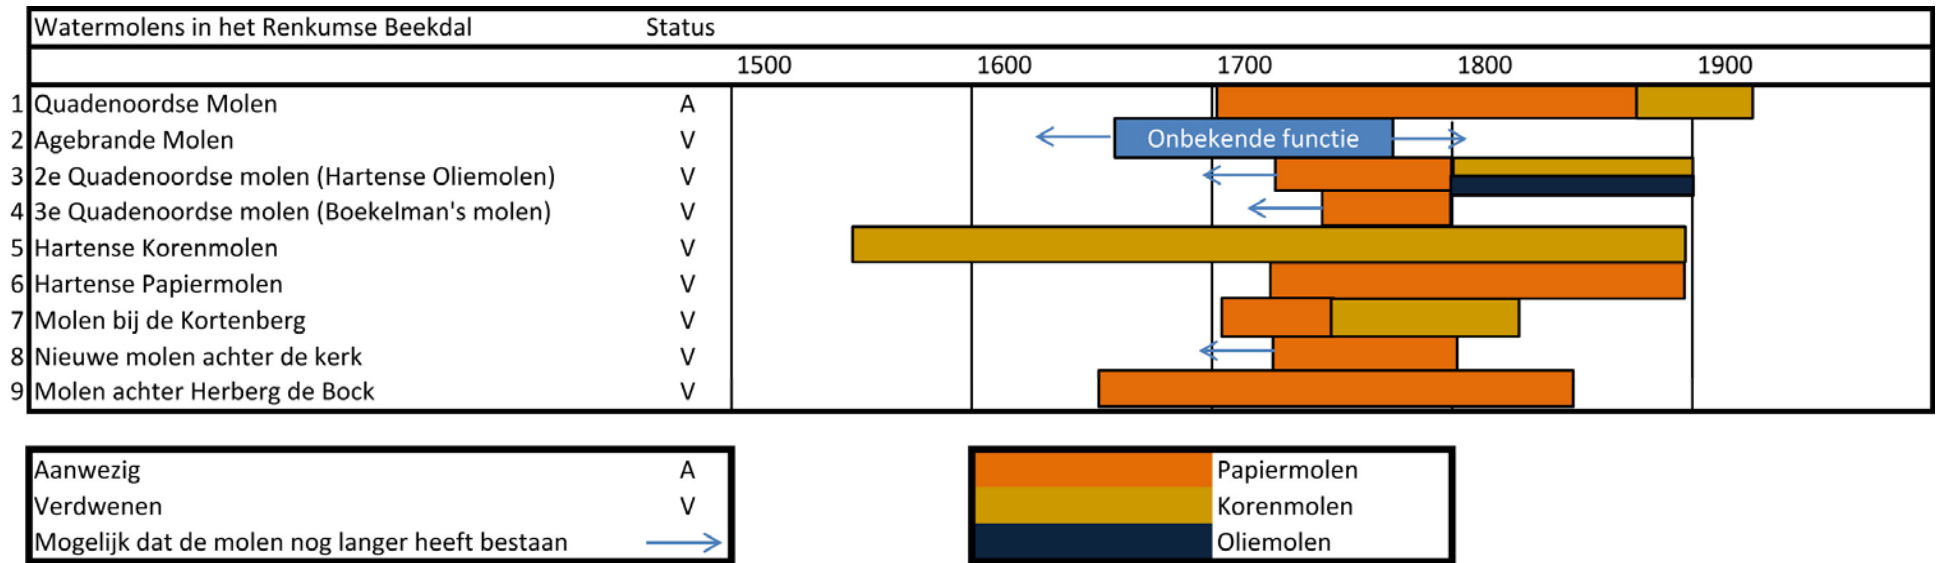 Watermolens in het Renkumse Beekdal Status
1500 1600 1700 1800 1900
1 Quadenoordse Molen A
2 Agebrande Molen V Onbekende functie
3 2e Quadenoordse molen (Hartense Oliemolen) V
4 3e Quadenoordse molen (Boekelman's molen) V
5 Hartense Korenmolen V
6 Hartense Papiermolen V
7 Molen bij de Kortenberg V
8 Nieuwe molen achter de kerk V
9 Molen achter Herberg de Bock V
Aanwezig A
Verdwenen V
Mogelijk dat de molen nog langer heeft bestaan
Papiermolen
Korenmolen
Oliemolen